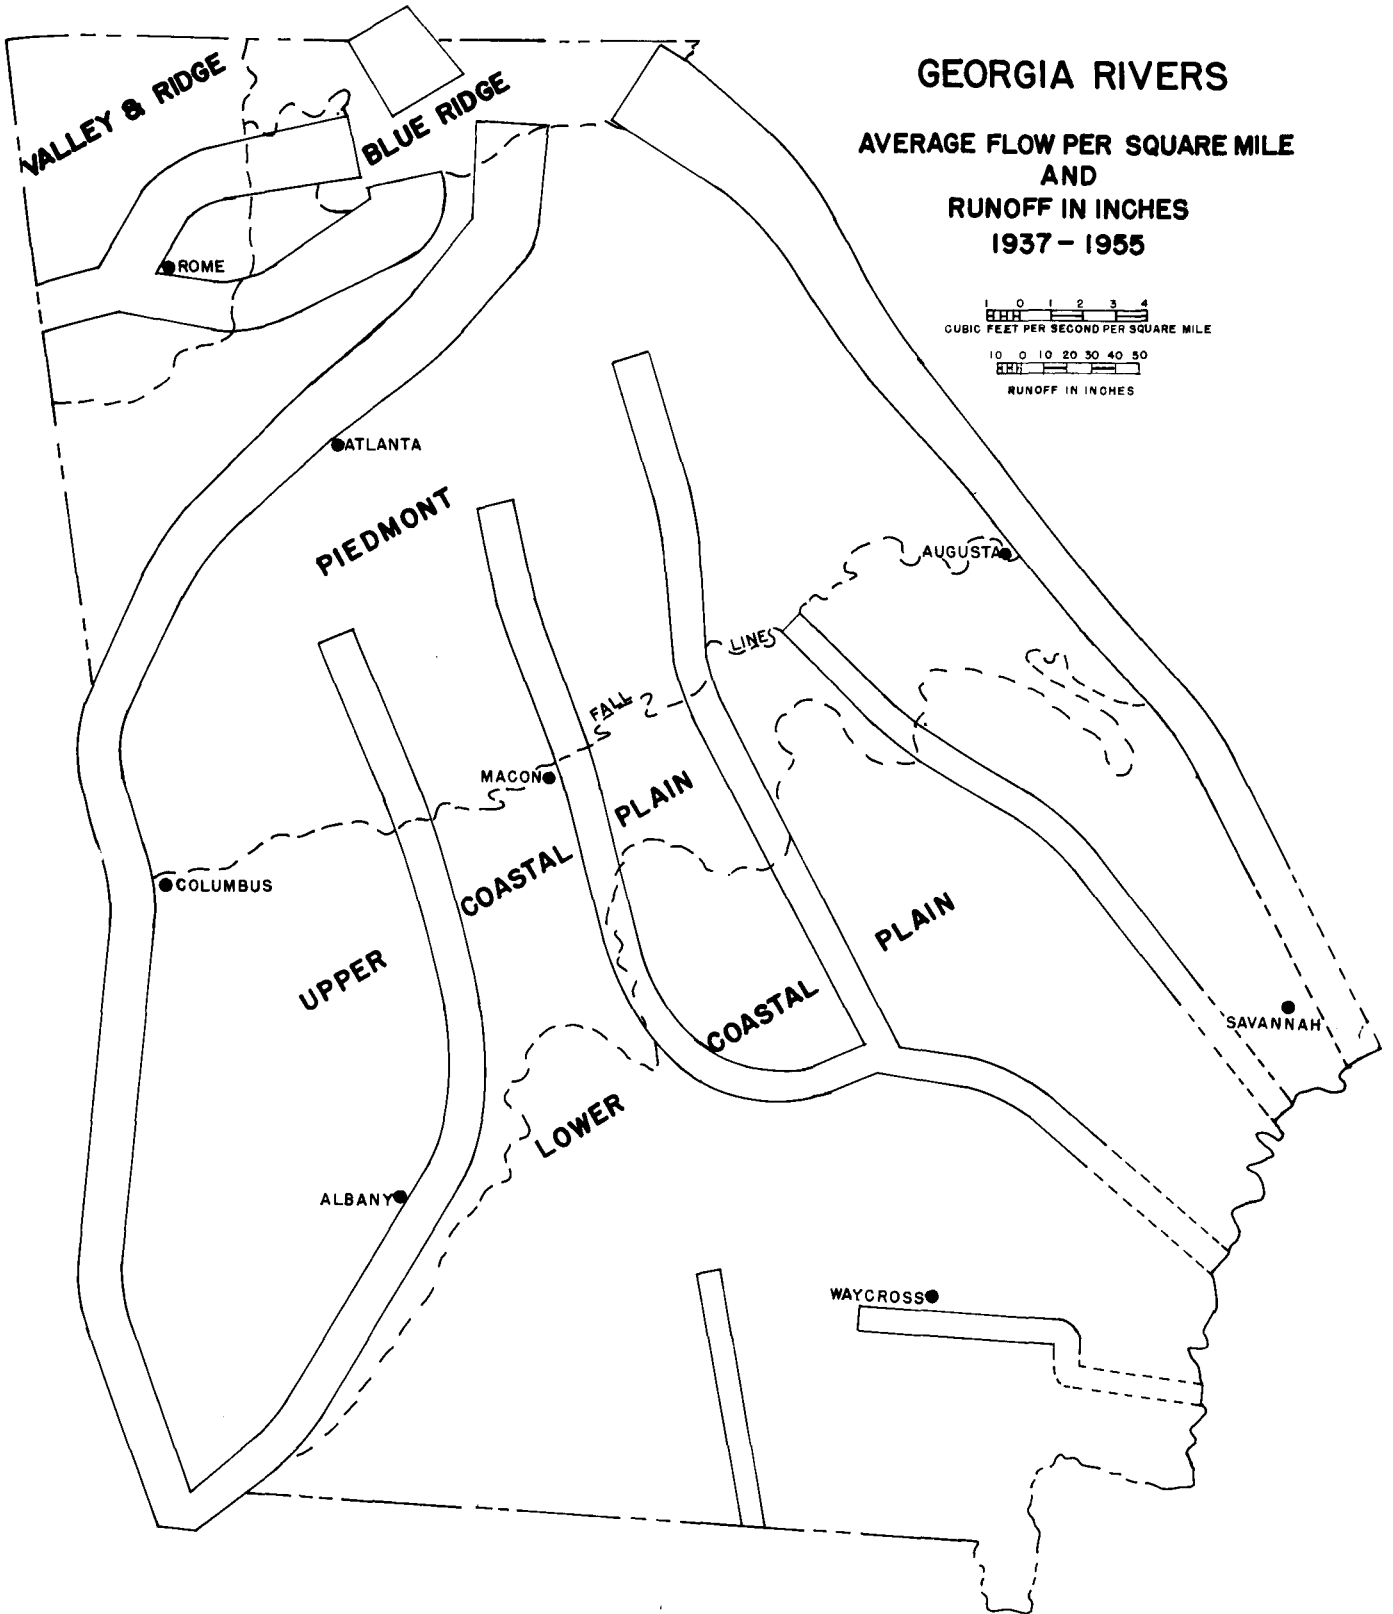 GEORGIA RIVERS
AVERAGE FLOW PER SQUARE MILE
AND
RUNOFF IN INCHES
1937 - 1955
1 0 1 2 3 4
CUBIC FEET PER SECOND PER SQUARE MILE
10 0 10 20 30 40 50
RUNOFF IN INCHES
VALLEY & RIDGE
BLUE RIDGE
ROME
ATLANTA
PIEDMONT
AUGUSTA
FALL LINES
MACON
COLUMBUS
UPPER COASTAL PLAIN
LOWER COASTAL PLAIN
SAVANNAH
ALBANY
WAYCROSS